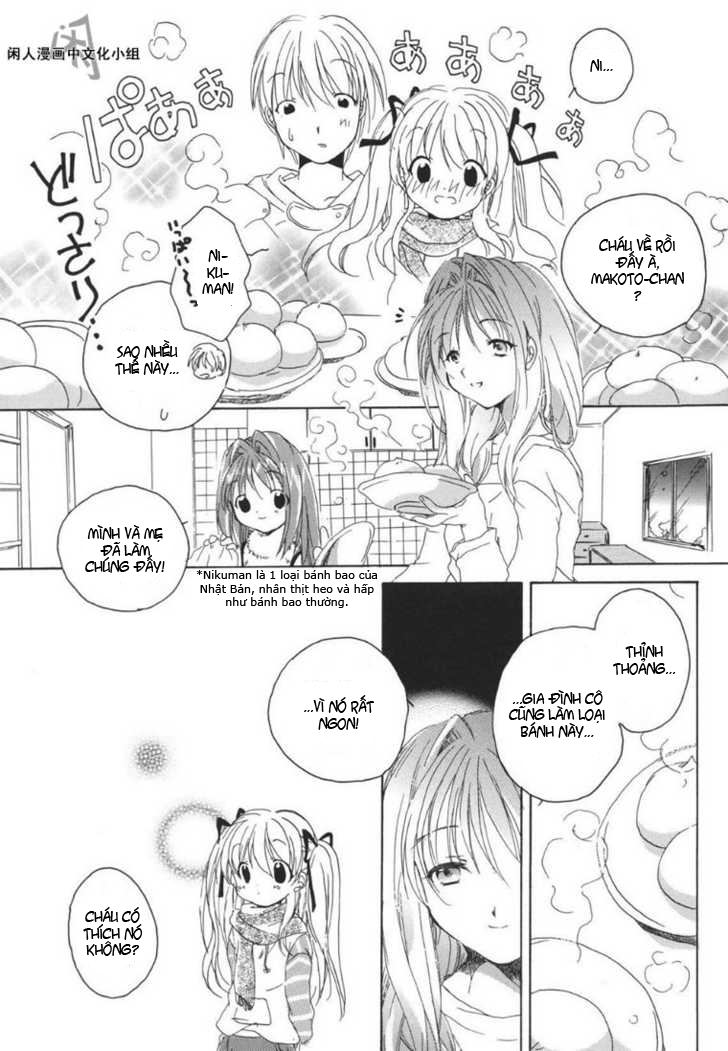 闲人漫画中文化小组
闲
NI...
ぱあぁ
ああぁ
どっさり...
いっぱーい
NI-
KU-
MAN!
CHÁU VỀ RỒI
ĐẤY À,
MAKOTO-CHAN
?
SAO NHIỀU
THẾ NÀY...
MÌNH VÀ MẸ
ĐÃ LÀM
CHÚNG ĐẤY!
*Nikuman là 1 loại bánh bao của
Nhật Bản, nhân thịt heo và hấp
như bánh bao thường.
THỈNH
THOẢNG...
...GIA ĐÌNH CÔ
CŨNG LÀM LOẠI
BÁNH NÀY...
...VÌ NÓ RẤT
NGON!
CHÁU CÓ
THÍCH NÓ
KHÔNG?